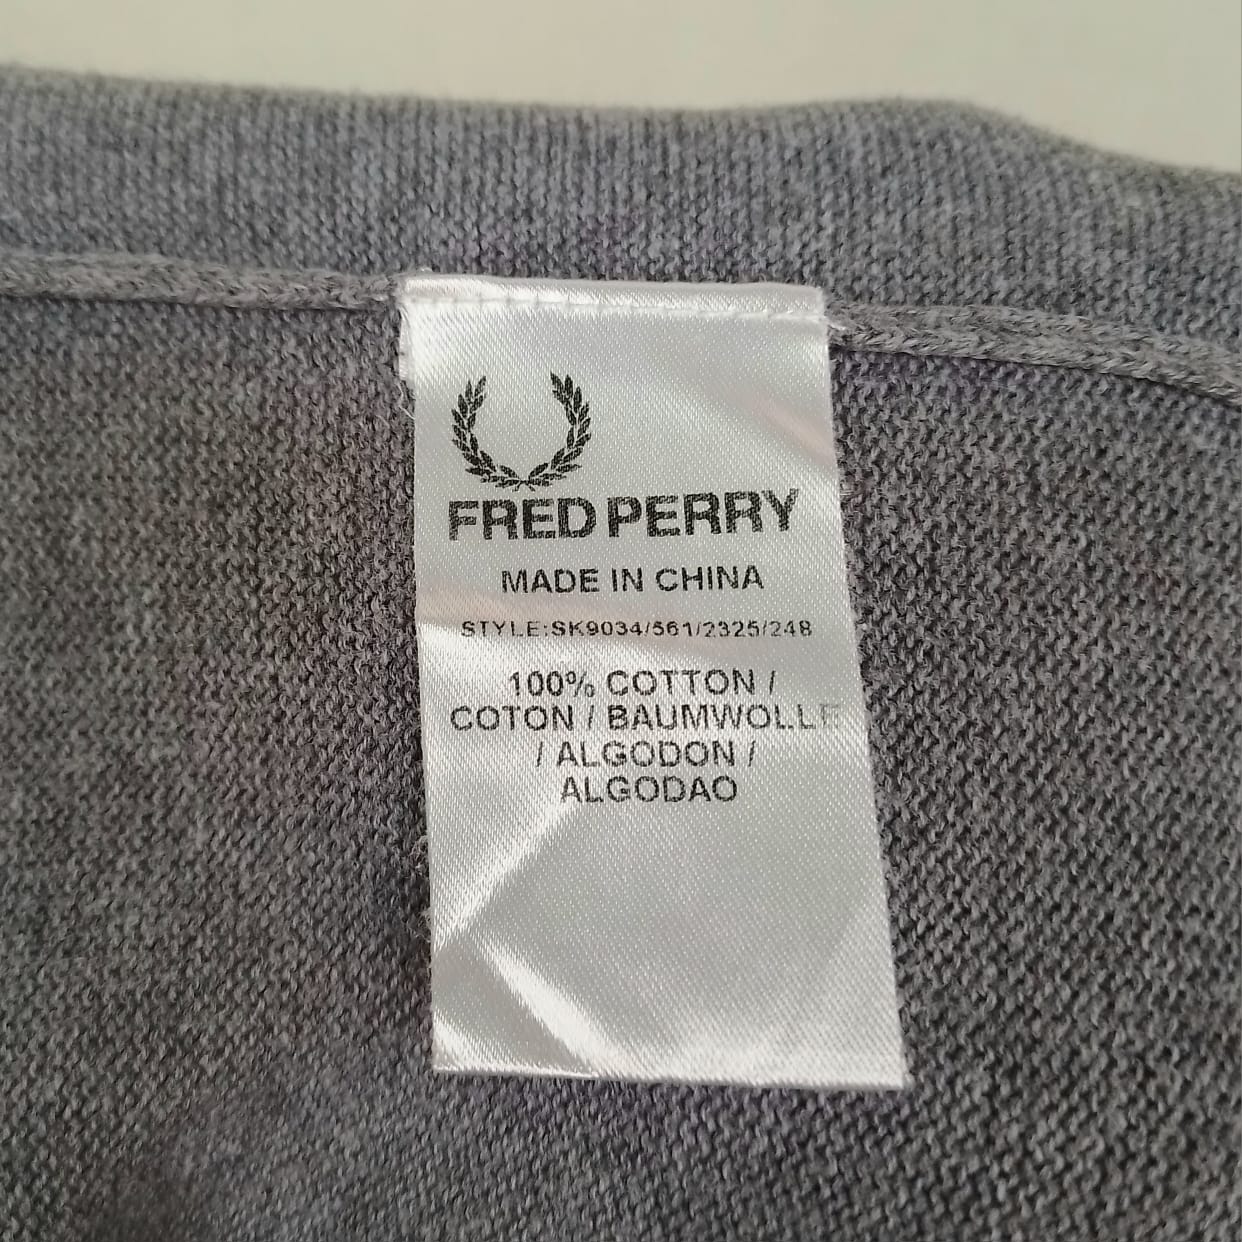 FRED PERRY
MADE IN CHINA
STYLE:SK9034/561/2325/248
100% COTTON /
COTON / BAUMWOLLE
/ ALGODON /
ALGODAO